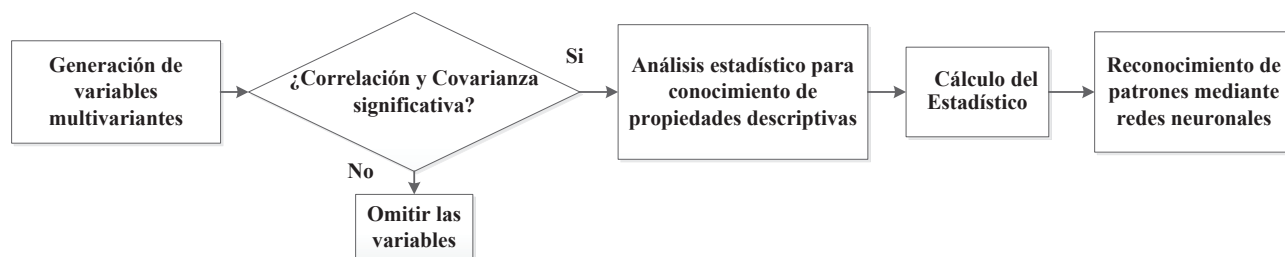 Generación de
variables
multivariantes
¿Correlación y Covarianza
significativa?
Si
No
Omitir las
variables
Análisis estadístico para
conocimiento de
propiedades descriptivas
Cálculo del
Estadístico
Reconocimiento de
patrones mediante
redes neuronales